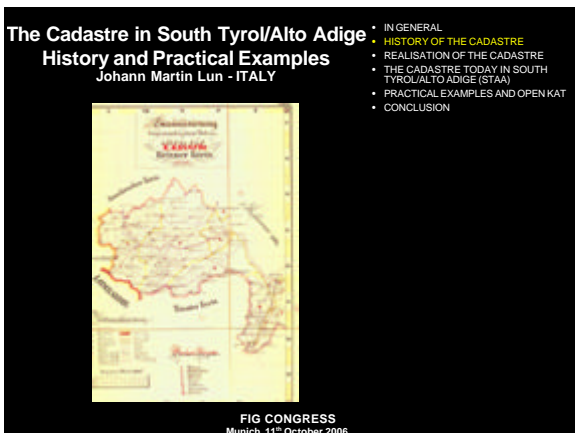 The Cadastre in South Tyrol/Alto Adige
History and Practical Examples
Johann Martin Lun - ITALY
• IN GENERAL
• HISTORY OF THE CADASTRE
• REALISATION OF THE CADASTRE
• THE CADASTRE TODAY IN SOUTH
TYROL/ALTO ADIGE (STAA)
• PRACTICAL EXAMPLES AND OPEN KAT
• CONCLUSION
FIG CONGRESS
Munich, 11th October 2006